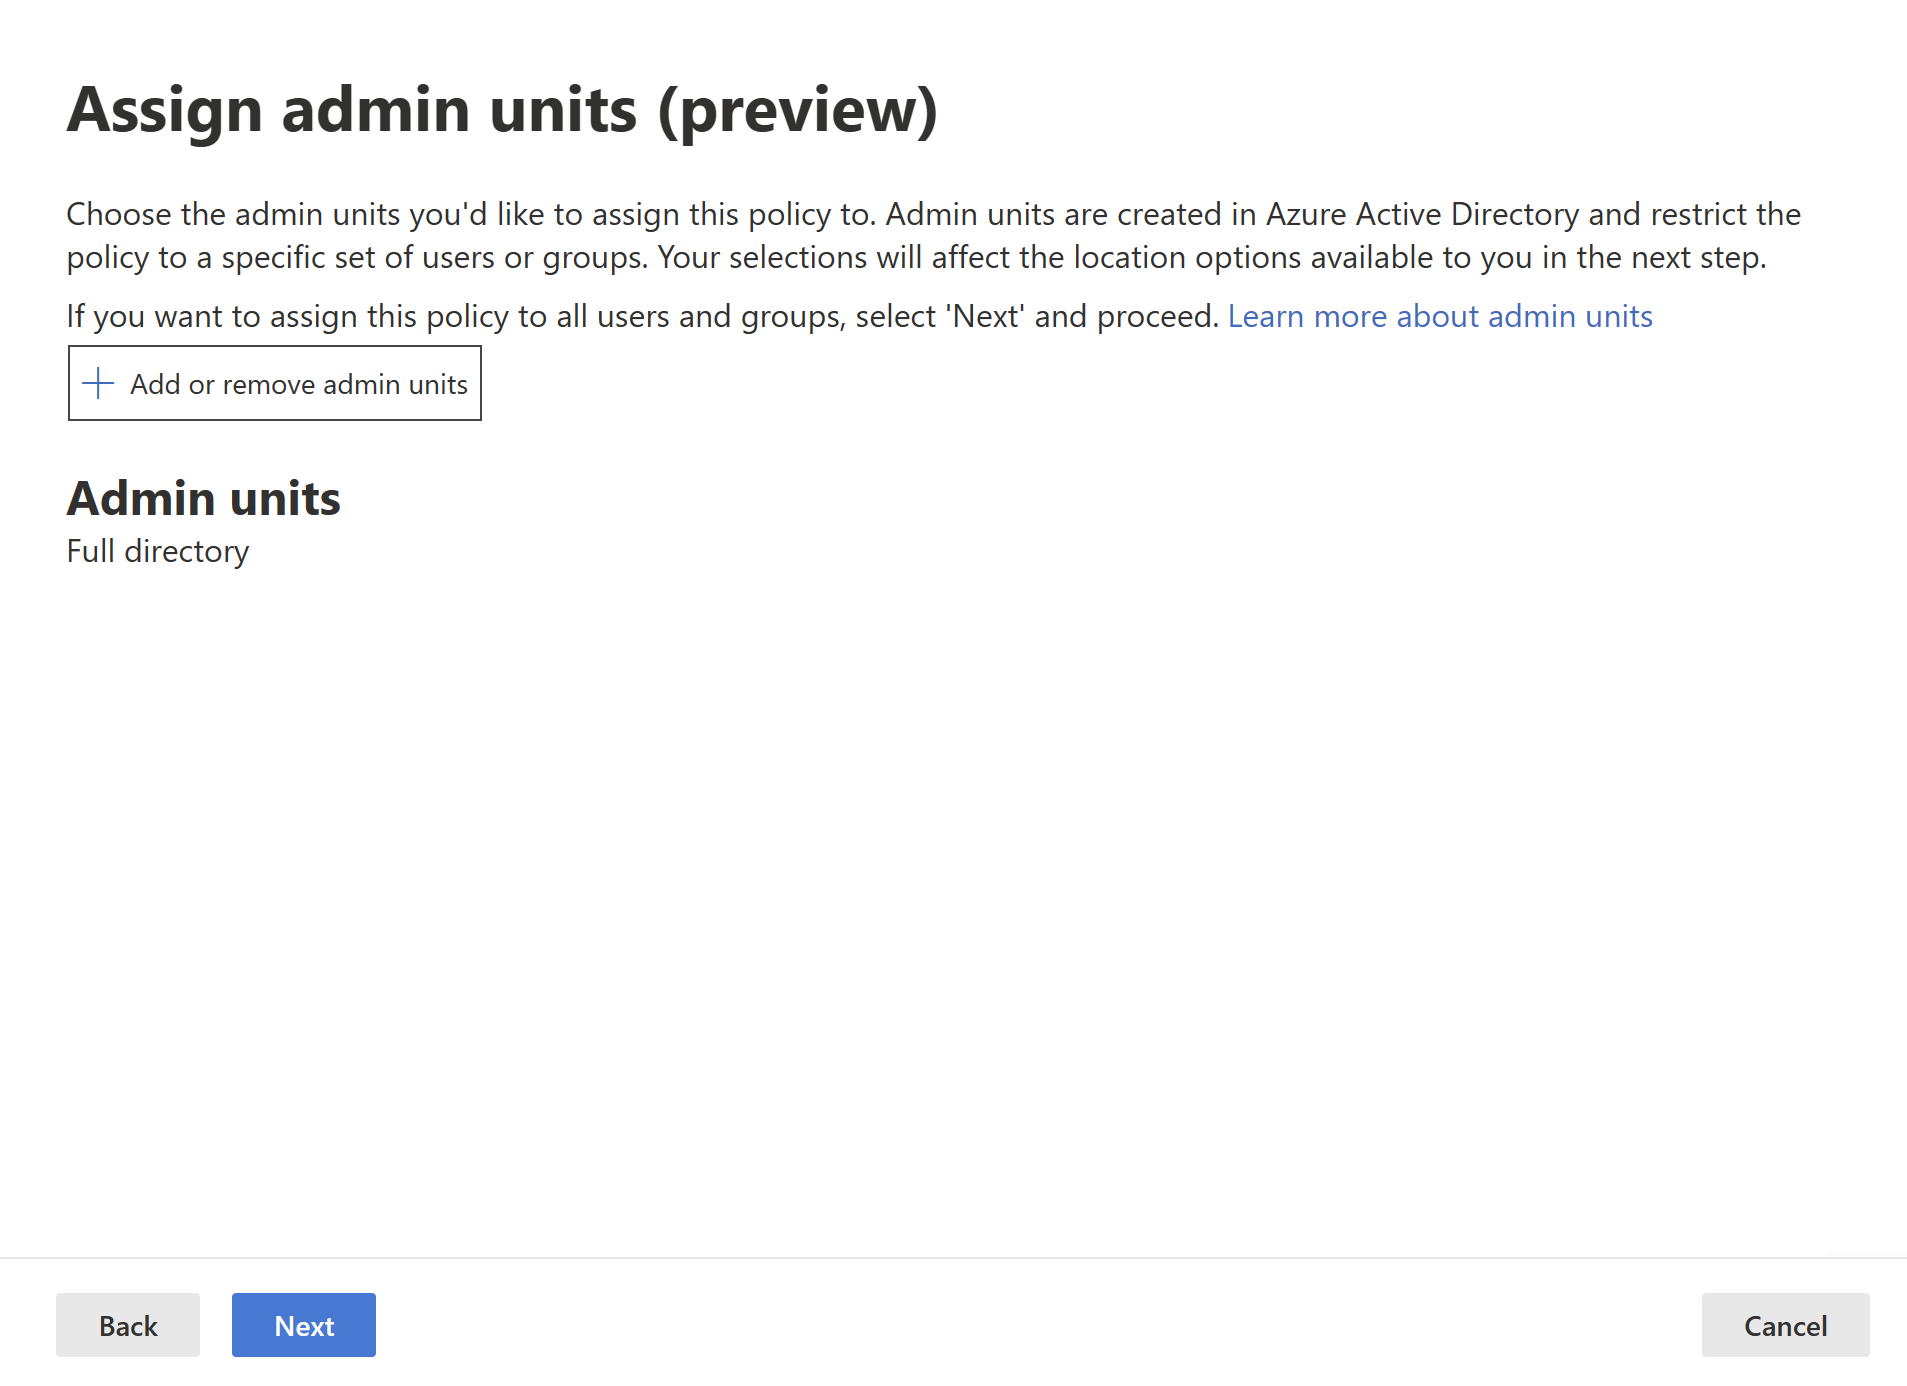 Assign admin units (preview)
Choose the admin units you'd like to assign this policy to. Admin units are created in Azure Active Directory and restrict the
policy to a specific set of users or groups. Your selections will affect the location options available to you in the next step.
If you want to assign this policy to all users and groups, select 'Next' and proceed. Learn more about admin units
Add or remove admin units
Admin units
Full directory
Back
Next
Cancel